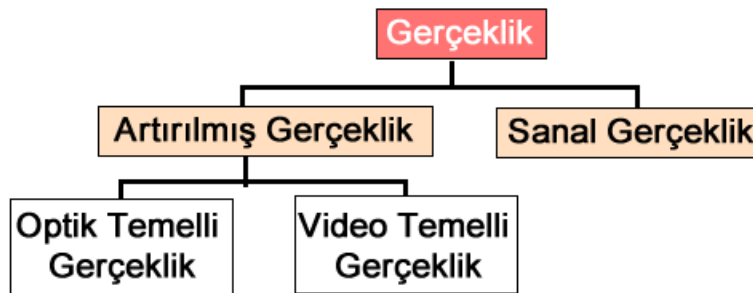 Gerçeklik
Artırılmış Gerçeklik
Sanal Gerçeklik
Optik Temelli
Gerçeklik
Video Temelli
Gerçeklik